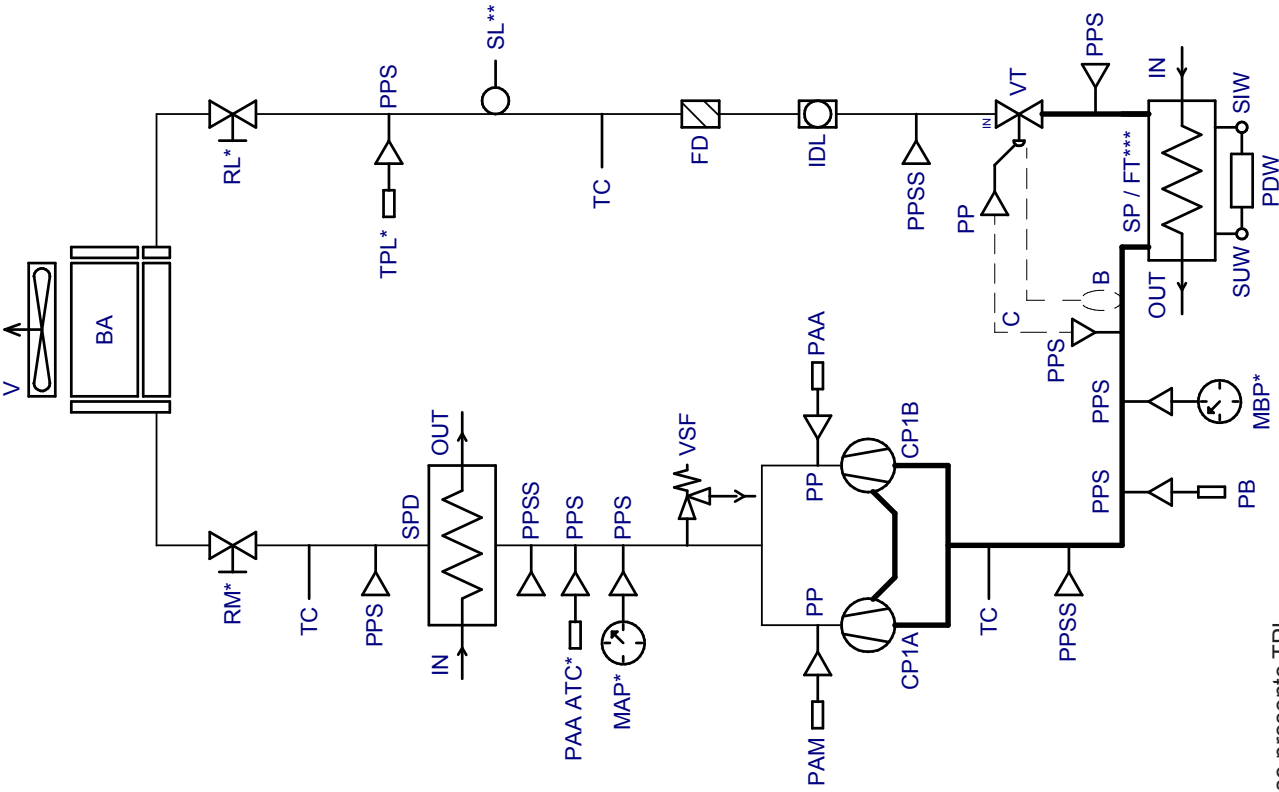 V
BA
RL*
PPS
TPL*
SL**
TC
FD
IDL
PPSS
IN
VT
PPS
PP
C
B
PPS
IN
SP / FT***
OUT
SIW
SUW
PDW
RM*
TC
PPS
SPD
OUT
IN
PPSS
PPS
PAA ATC*
PPS
MAP*
VSF
PAA
PP
PP
PAM
CP1A
CP1B
TC
PPSS
PPS
MBP*
PPS
PB